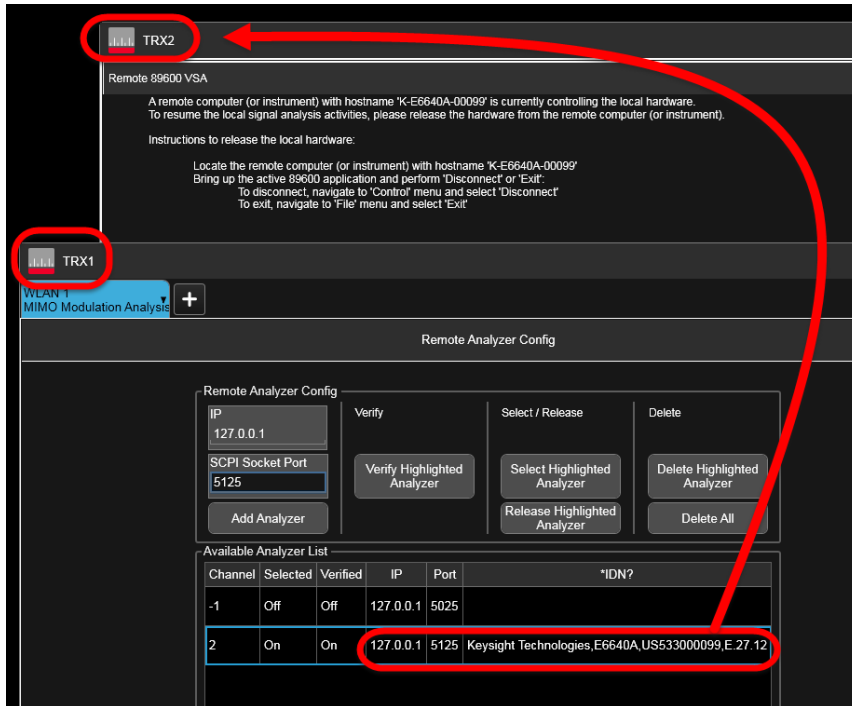 TRX2
Remote 89600 VSA
A remote computer (or instrument) with hostname 'K-E6640A-00099' is currently controlling the local hardware.
To resume the local signal analysis activities, please release the hardware from the remote computer (or instrument).
Instructions to release the local hardware:
Locate the remote computer (or instrument) with hostname 'K-E6640A-00099'
Bring up the active 89600 application and perform 'Disconnect' or 'Exit':
To disconnect, navigate to 'Control' menu and select 'Disconnect'
To exit, navigate to 'File' menu and select 'Exit'
TRX1
WLAN 1
MIMO Modulation Analysis
+
Remote Analyzer Config
Remote Analyzer Config
IP
127.0.0.1
SCPI Socket Port
5125
Add Analyzer
Verify
Verify Highlighted
Analyzer
Select / Release
Select Highlighted
Analyzer
Release Highlighted
Analyzer
Delete
Delete Highlighted
Analyzer
Delete All
Available Analyzer List
Channel Selected Verified IP Port *IDN?
-1 Off Off 127.0.0.1 5025
2 On On 127.0.0.1 5125 Keysight Technologies,E6640A,US533000099,E.27.12